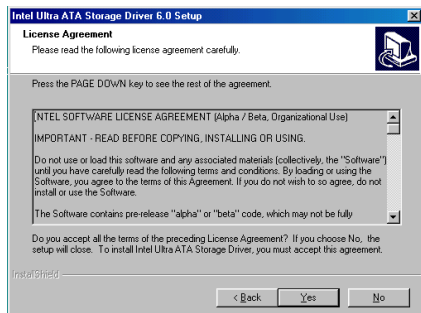 Intel Ultra ATA Storage Driver 6.0 Setup
License Agreement
Please read the following license agreement carefully.
Press the PAGE DOWN key to see the rest of the agreement.
INTEL SOFTWARE LICENSE AGREEMENT (Alpha / Beta, Organizational Use)
IMPORTANT - READ BEFORE COPYING, INSTALLING OR USING.
Do not use or load this software and any associated materials (collectively, the "Software")
until you have carefully read the following terms and conditions. By loading or using the
Software, you agree to the terms of this Agreement. If you do not wish to so agree, do not
install or use the Software.
The Software contains pre-release "alpha" or "beta" code, which may not be fully
Do you accept all the terms of the preceding License Agreement? If you choose No, the
setup will close. To install Intel Ultra ATA Storage Driver, you must accept this agreement.
InstallShield
< Back
Yes
No